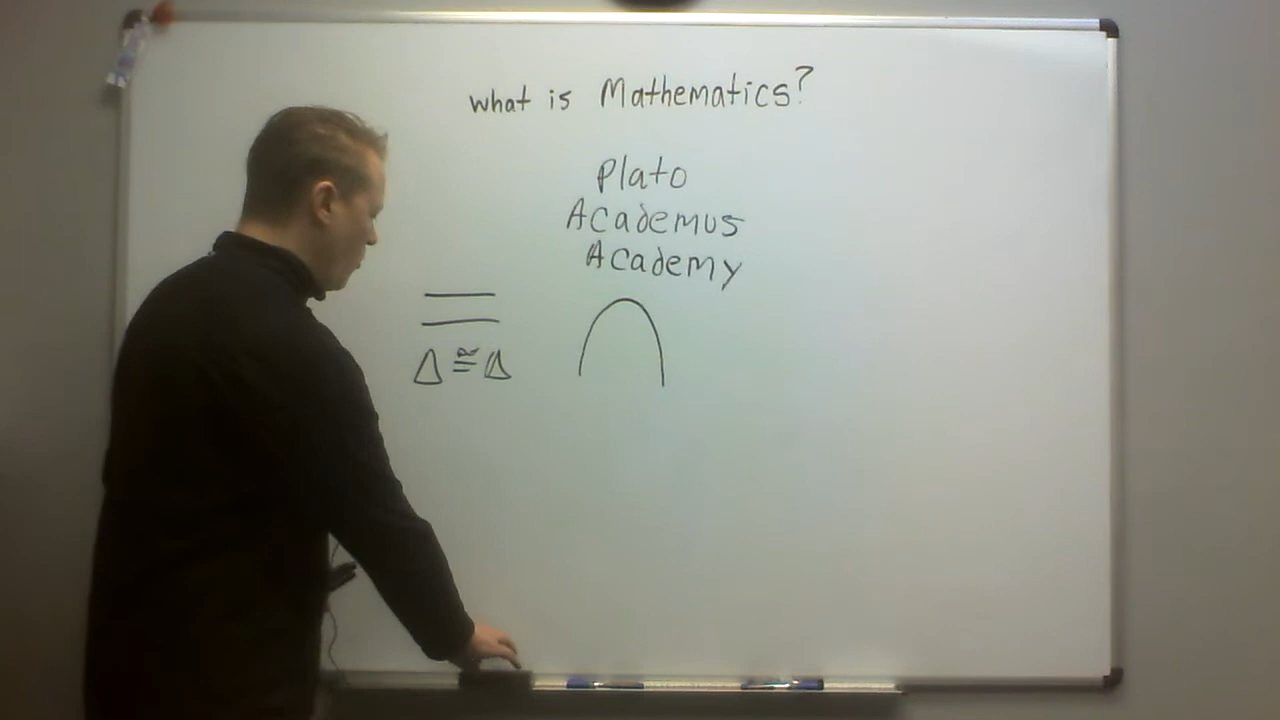 what is Mathematics?
Plato
Academus
Academy
Δ ≅ Δ